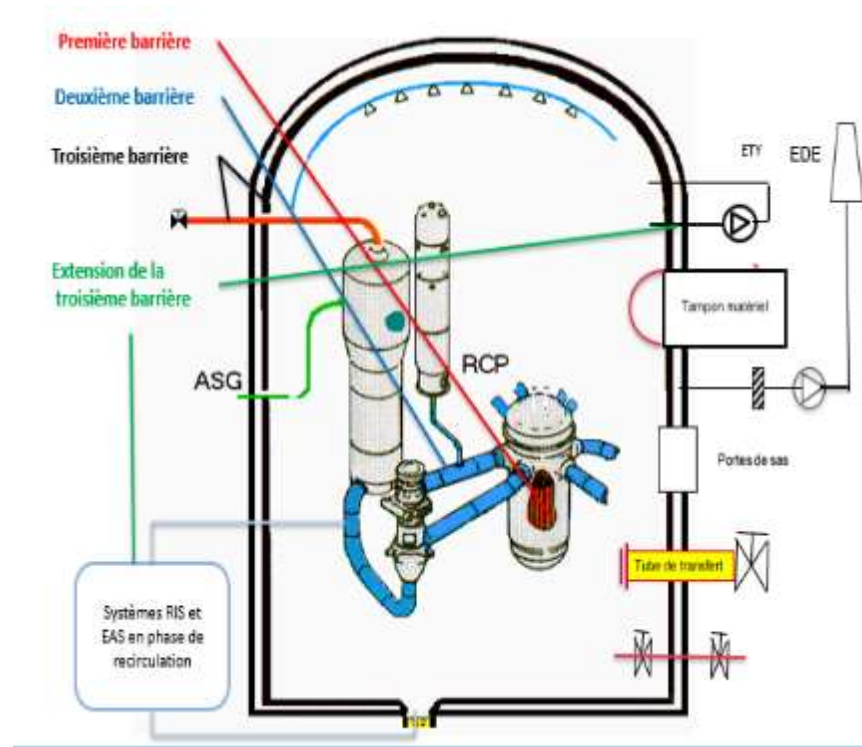 Première barrière
Deuxième barrière
Troisième barrière
ETY
EDE
Extension de la
troisième barrière
Tampon matériel
RCP
ASG
Portes de sas
Tube de transfert
Systèmes RIS et
EAS en phase de
recirculation